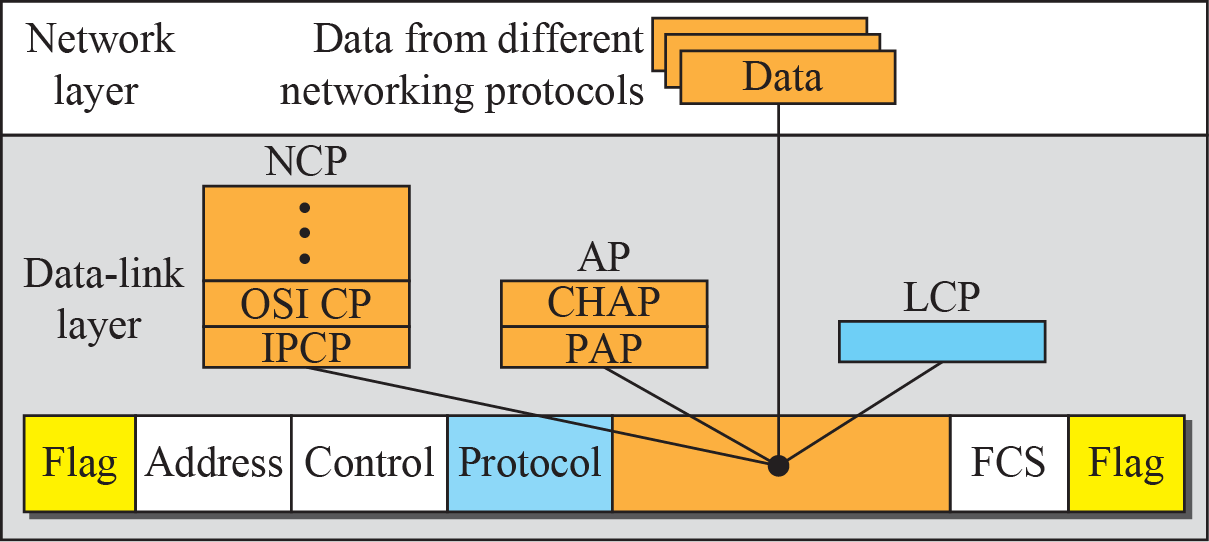 Network
layer
Data from different
networking protocols
Data
NCP
OSI CP
IPCP
Data-link
layer
AP
CHAP
PAP
LCP
Flag
Address
Control
Protocol
FCS
Flag